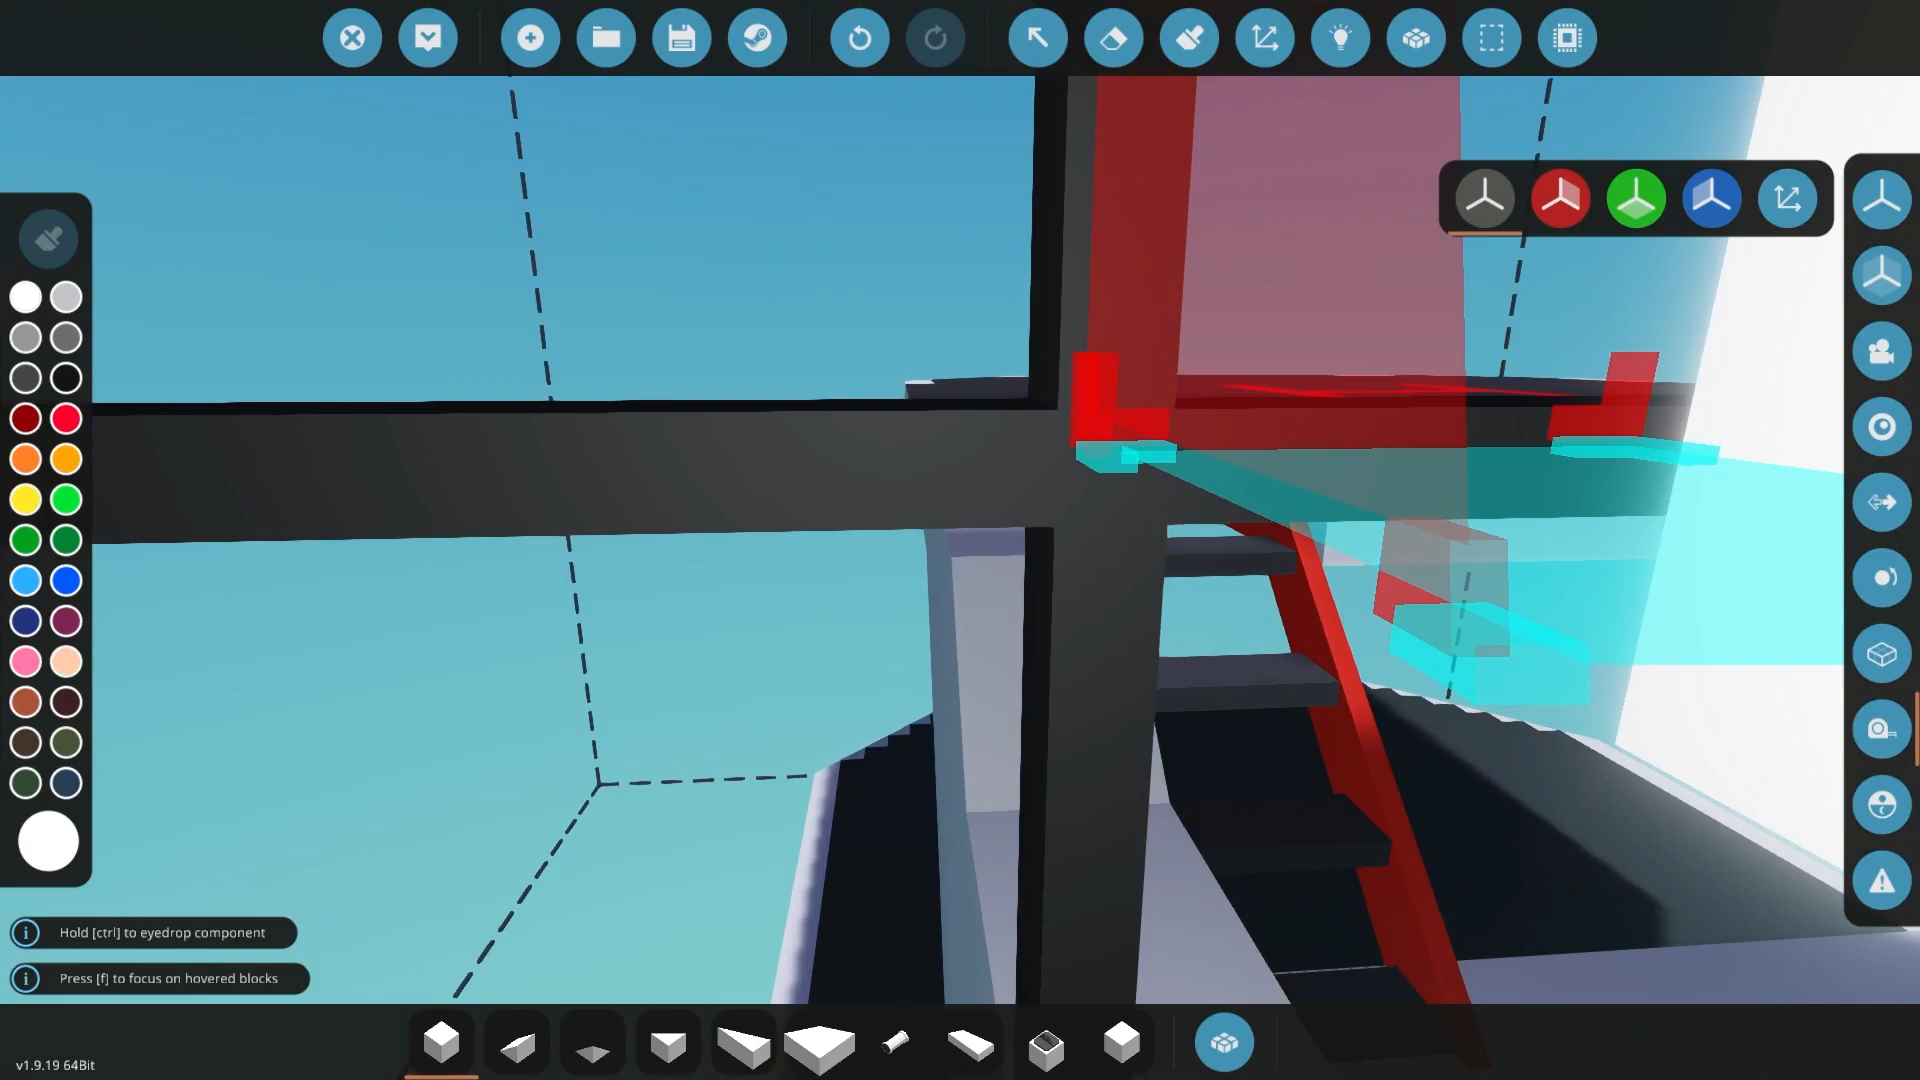 Hold [ctrl] to eyedrop component
Press [f] to focus on hovered blocks
v1.9.19 64Bit